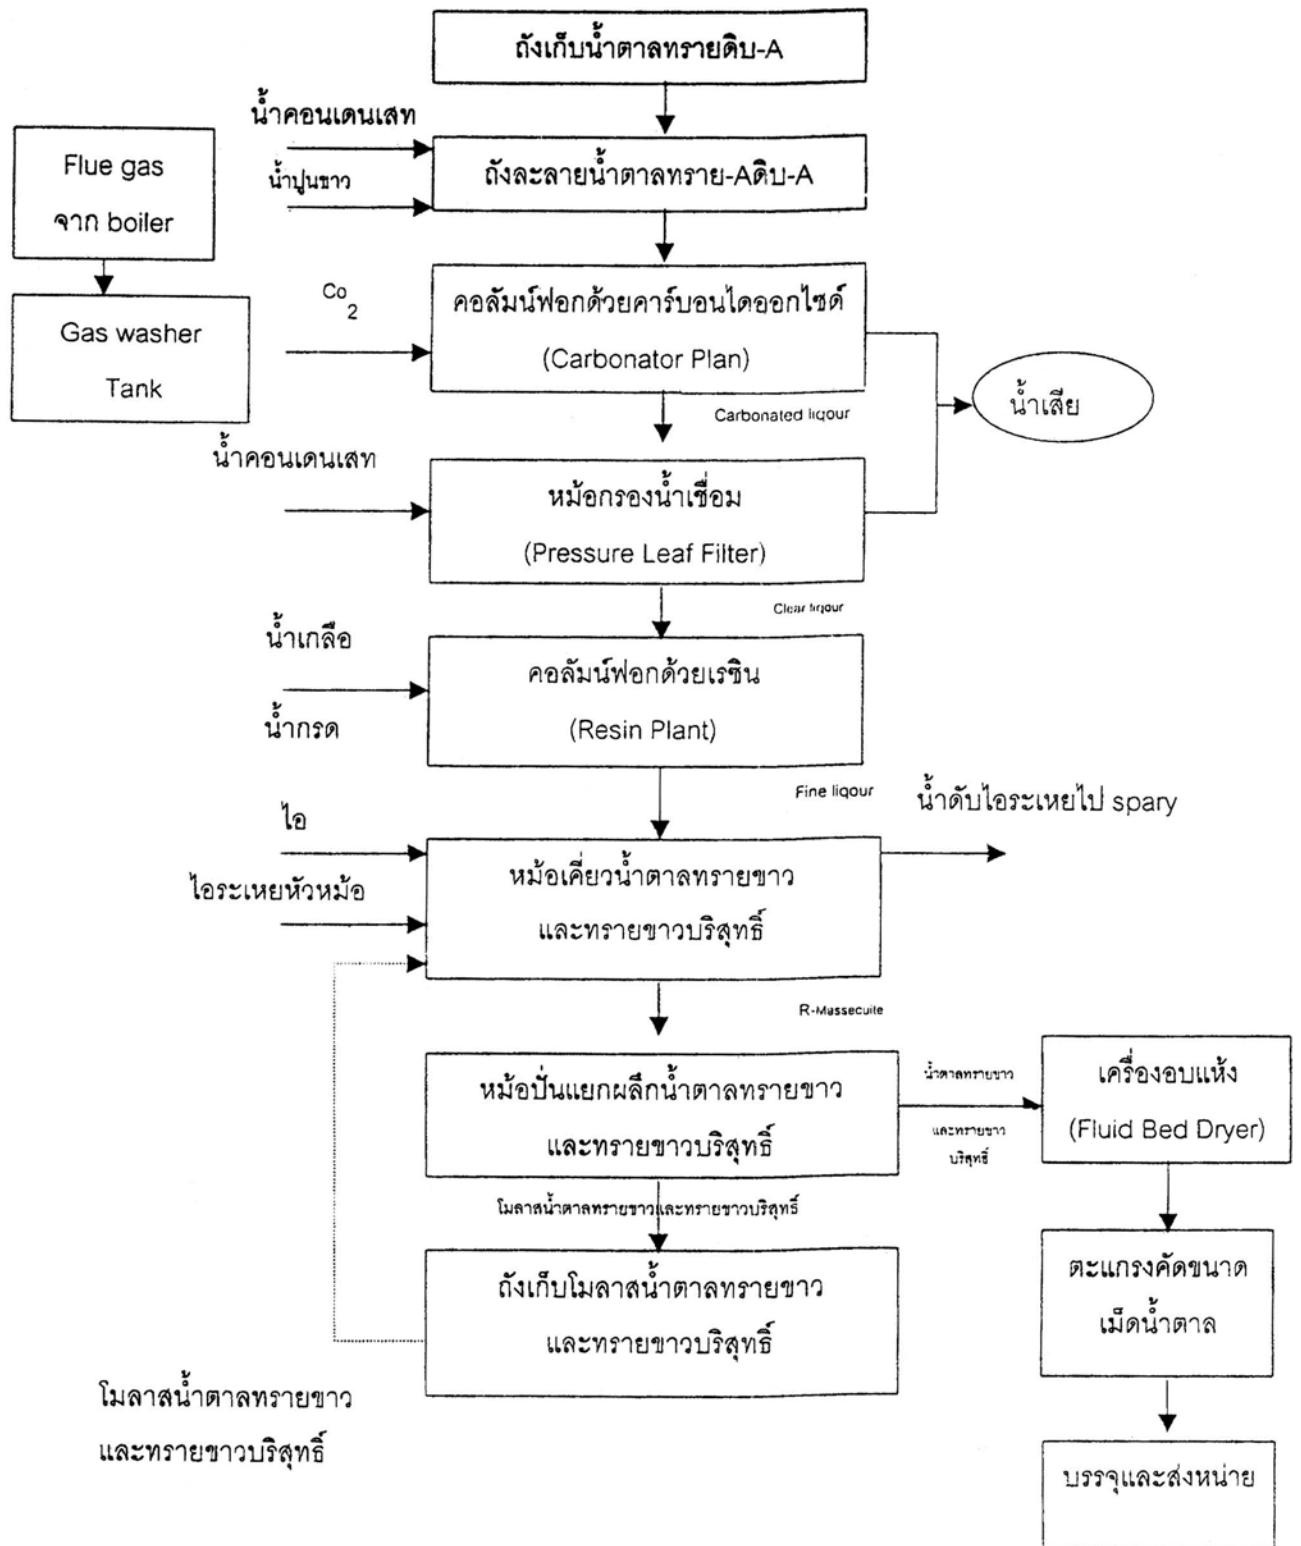 ถังเก็บน้ำตาลทรายดิบ-A
น้ำคอนเดนเสท
น้ำปูนขาว
ถังละลายน้ำตาลทราย-Aดิบ-A
Flue gas
จาก boiler
Gas washer
Tank
Co
2
คอลัมน์ฟอกด้วยคาร์บอนไดออกไซด์
(Carbonator Plan)
น้ำเสีย
Carbonated liqour
น้ำคอนเดนเสท
หม้อกรองน้ำเชื่อม
(Pressure Leaf Filter)
Clear liqour
น้ำเกลือ
น้ำกรด
คอลัมน์ฟอกด้วยเรซิน
(Resin Plant)
Fine liqour
น้ำดับไอระเหยไป spary
ไอ
ไอระเหยหัวหม้อ
หม้อเคี่ยวน้ำตาลทรายขาว
และทรายขาวบริสุทธิ์
R-Massecuite
หม้อปั่นแยกผลึกน้ำตาลทรายขาว
และทรายขาวบริสุทธิ์
น้ำตาลทรายขาว
และทรายขาว
บริสุทธิ์
เครื่องอบแห้ง
(Fluid Bed Dryer)
โมลาสน้ำตาลทรายขาวและทรายขาวบริสุทธิ์
ถังเก็บโมลาสน้ำตาลทรายขาว
และทรายขาวบริสุทธิ์
ตะแกรงคัดขนาด
เม็ดน้ำตาล
โมลาสน้ำตาลทรายขาว
และทรายขาวบริสุทธิ์
บรรจุและส่งหน่าย